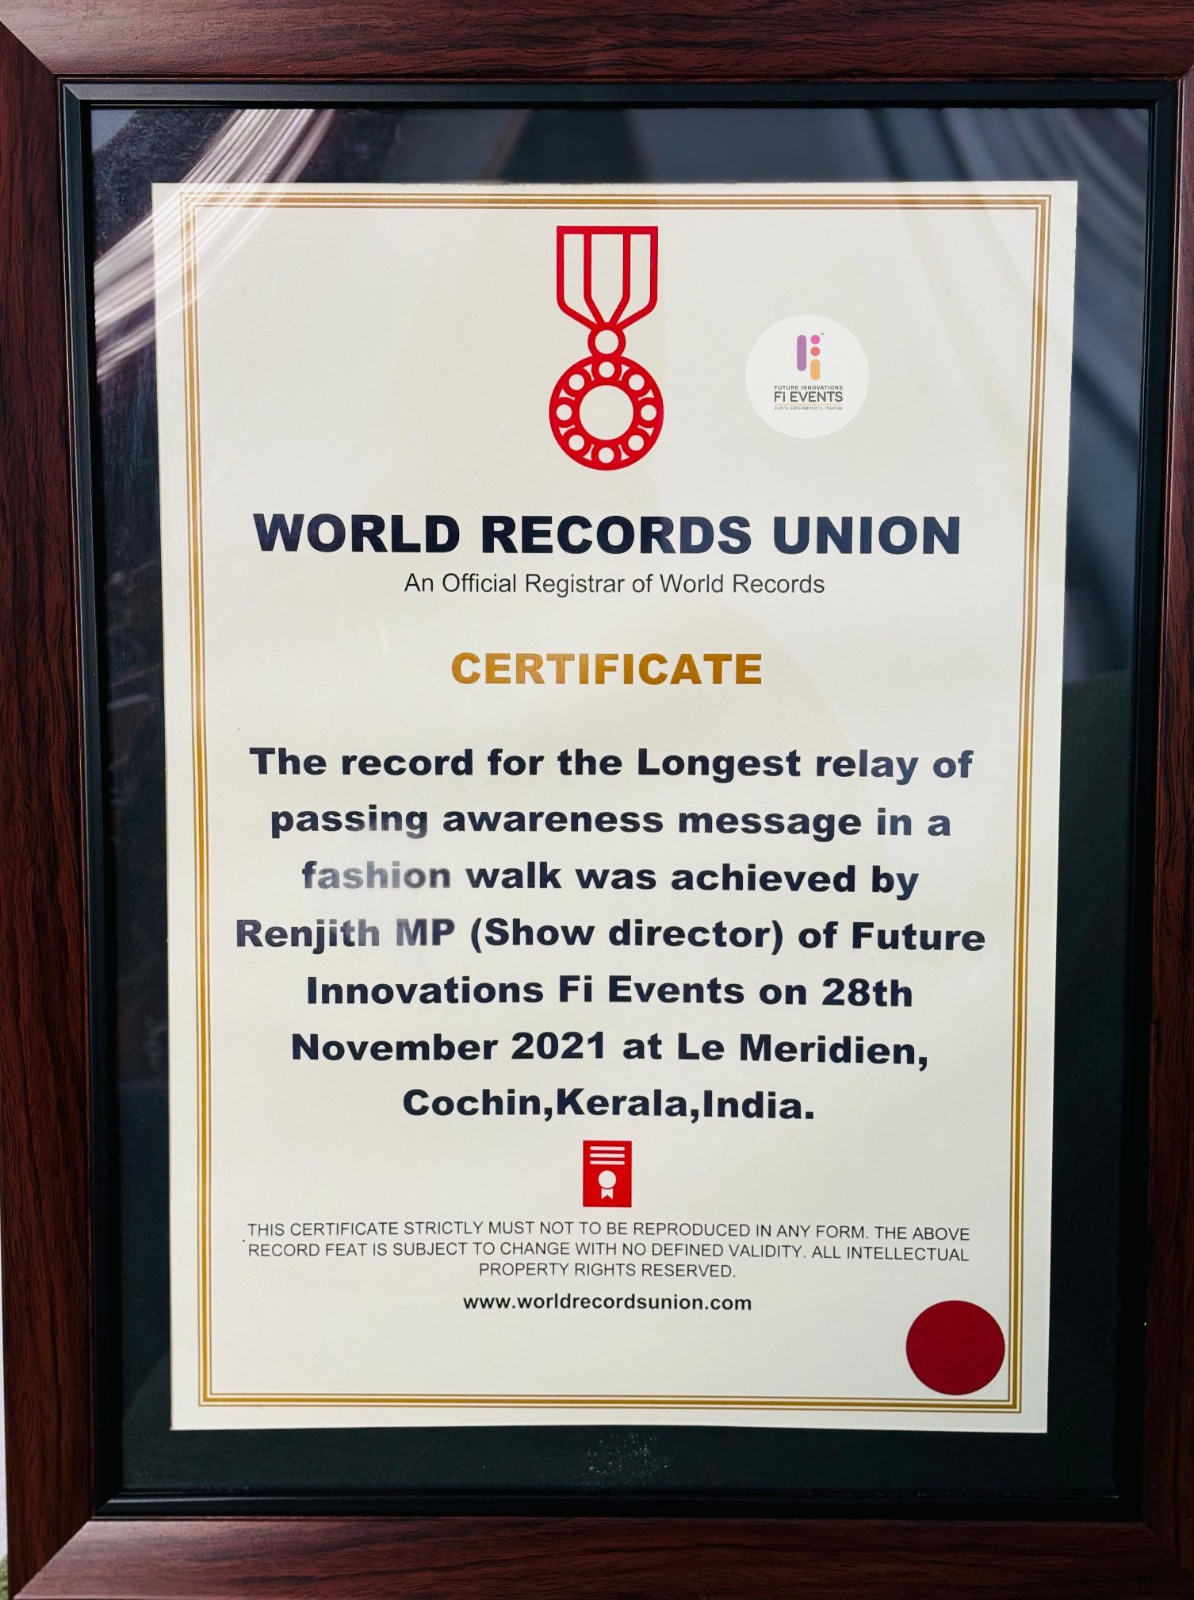 FUTURE INNOVATIONS
Fi EVENTS
WORLD RECORDS UNION
An Official Registrar of World Records
CERTIFICATE
The record for the Longest relay of
passing awareness message in a
fashion walk was achieved by
Renjith MP (Show director) of Future
Innovations Fi Events on 28th
November 2021 at Le Meridien,
Cochin,Kerala,India.
THIS CERTIFICATE STRICTLY MUST NOT TO BE REPRODUCED IN ANY FORM. THE ABOVE
RECORD FEAT IS SUBJECT TO CHANGE WITH NO DEFINED VALIDITY. ALL INTELLECTUAL
PROPERTY RIGHTS RESERVED.
www.worldrecordsunion.com